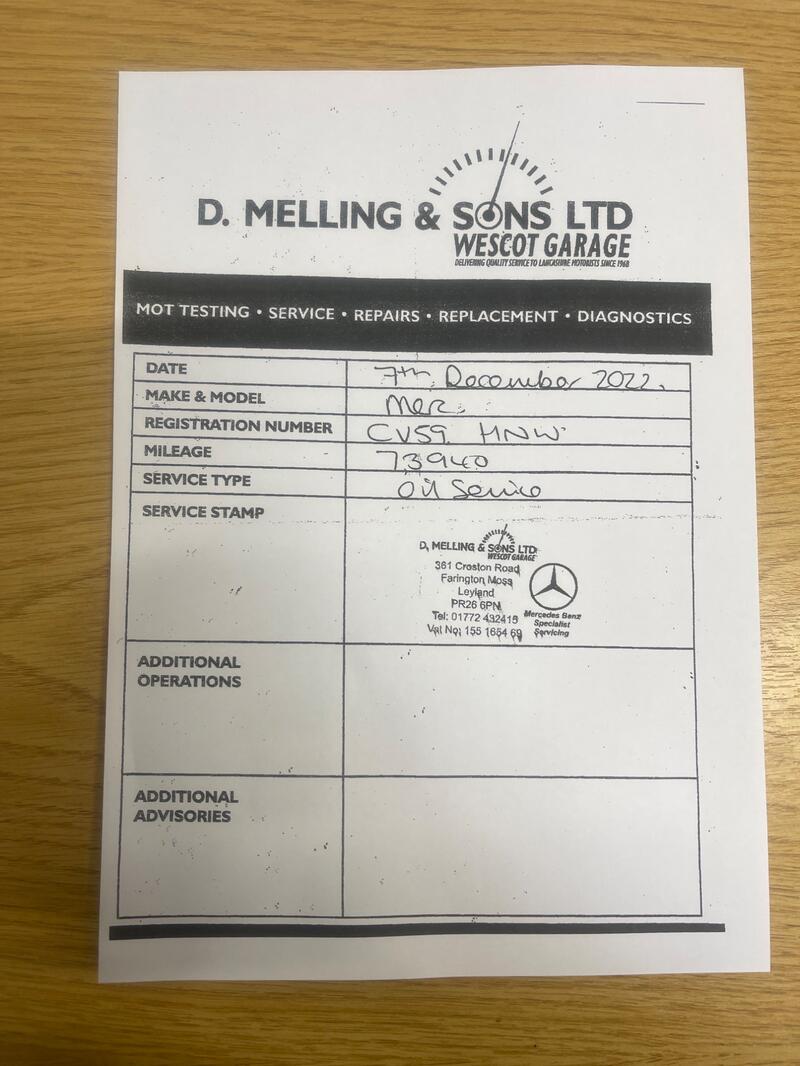 D. MELLING & SONS LTD
WESCOT GARAGE
DELIVERING QUALITY SERVICE TO LANCASHIRE MOTORISTS SINCE 1968
MOT TESTING • SERVICE • REPAIRS • REPLACEMENT • DIAGNOSTICS
DATE 7th December 2022.
MAKE & MODEL Mer.
REGISTRATION NUMBER CV59 HNW
MILEAGE 73940
SERVICE TYPE Oil Service
SERVICE STAMP
D. MELLING & SONS LTD
WESCOT GARAGE
361 Croston Road
Farington Moss
Leyland
PR26 6PN
Tel: 01772 432415
Vat No: 155 1654 69
Mercedes Benz
Specialist
Servicing
ADDITIONAL
OPERATIONS
ADDITIONAL
ADVISORIES